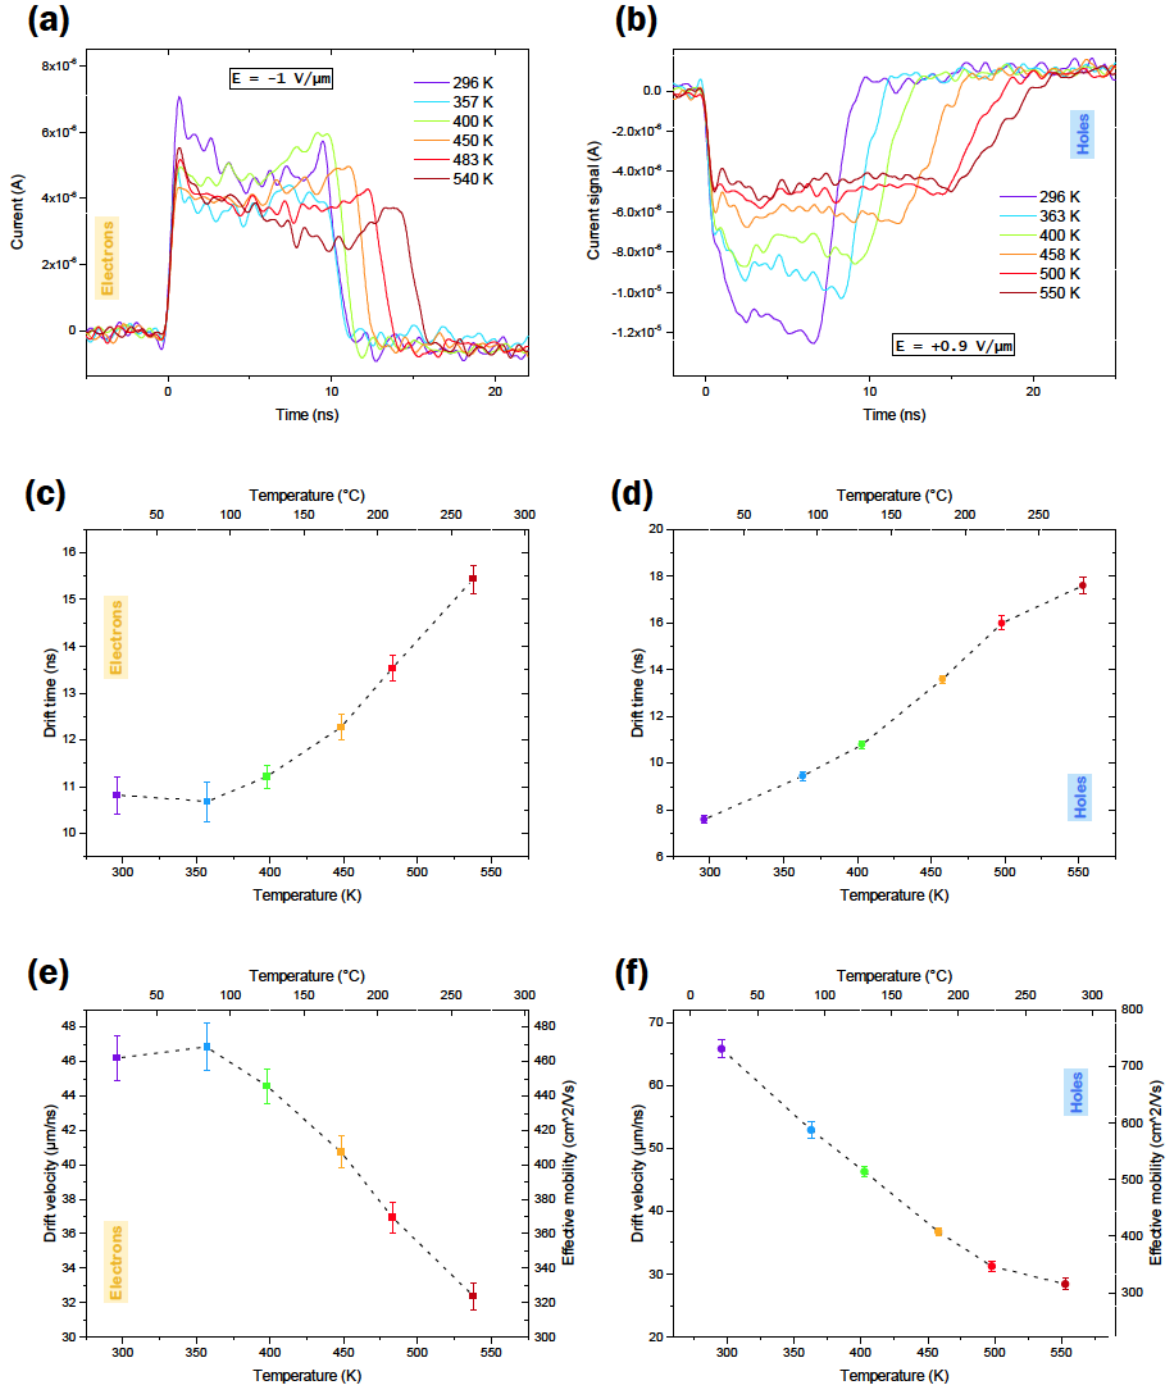 (a)
8x10⁻⁶
6x10⁻⁶
4x10⁻⁶
2x10⁻⁶
0
Current (A)
Electrons
E = -1 V/μm
296 K
357 K
400 K
450 K
483 K
540 K
0
10
20
Time (ns)
(b)
0.0
-2.0x10⁻⁶
-4.0x10⁻⁶
-6.0x10⁻⁶
-8.0x10⁻⁶
-1.0x10⁻⁵
-1.2x10⁻⁵
Current signal (A)
Holes
296 K
363 K
400 K
458 K
500 K
550 K
E = +0.9 V/μm
0
10
20
Time (ns)
(c)
Temperature (°C)
50
100
150
200
250
300
16
15
14
13
12
11
10
Drift time (ns)
Electrons
300
350
400
450
500
550
Temperature (K)
(d)
Temperature (°C)
50
100
150
200
250
20
18
16
14
12
10
8
6
Drift time (ns)
Holes
300
350
400
450
500
550
Temperature (K)
(e)
Temperature (°C)
50
100
150
200
250
300
48
46
44
42
40
38
36
34
32
30
Drift velocity (μm/ns)
Electrons
480
460
440
420
400
380
360
340
320
300
Effective mobility (cm^2/Vs)
300
350
400
450
500
550
Temperature (K)
(f)
Temperature (°C)
0
50
100
150
200
250
300
70
60
50
40
30
20
Drift velocity (μm/ns)
Holes
800
700
600
500
400
300
Effective mobility (cm^2/Vs)
300
350
400
450
500
550
Temperature (K)